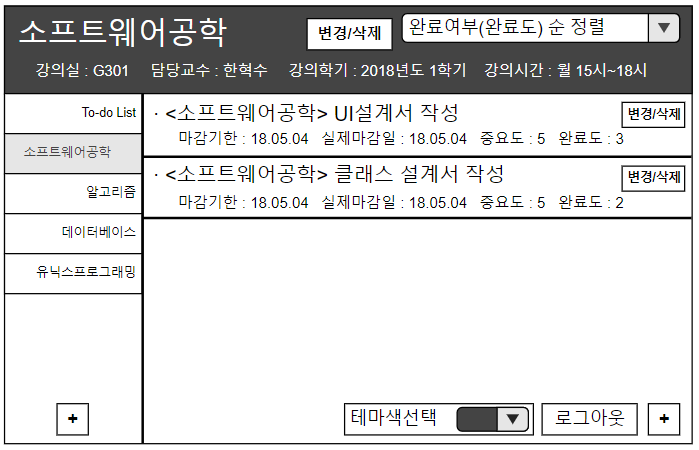 소프트웨어공학
변경/삭제
완료여부(완료도) 순 정렬
강의실 : G301 담당교수 : 한혁수 강의학기 : 2018년도 1학기 강의시간 : 월 15시~18시
To-do List
소프트웨어공학
알고리즘
데이터베이스
유닉스프로그래밍
+
· <소프트웨어공학> UI설계서 작성
변경/삭제
마감기한 : 18.05.04 실제마감일 : 18.05.04 중요도 : 5 완료도 : 3
· <소프트웨어공학> 클래스 설계서 작성
변경/삭제
마감기한 : 18.05.04 실제마감일 : 18.05.04 중요도 : 5 완료도 : 2
테마색선택
로그아웃
+